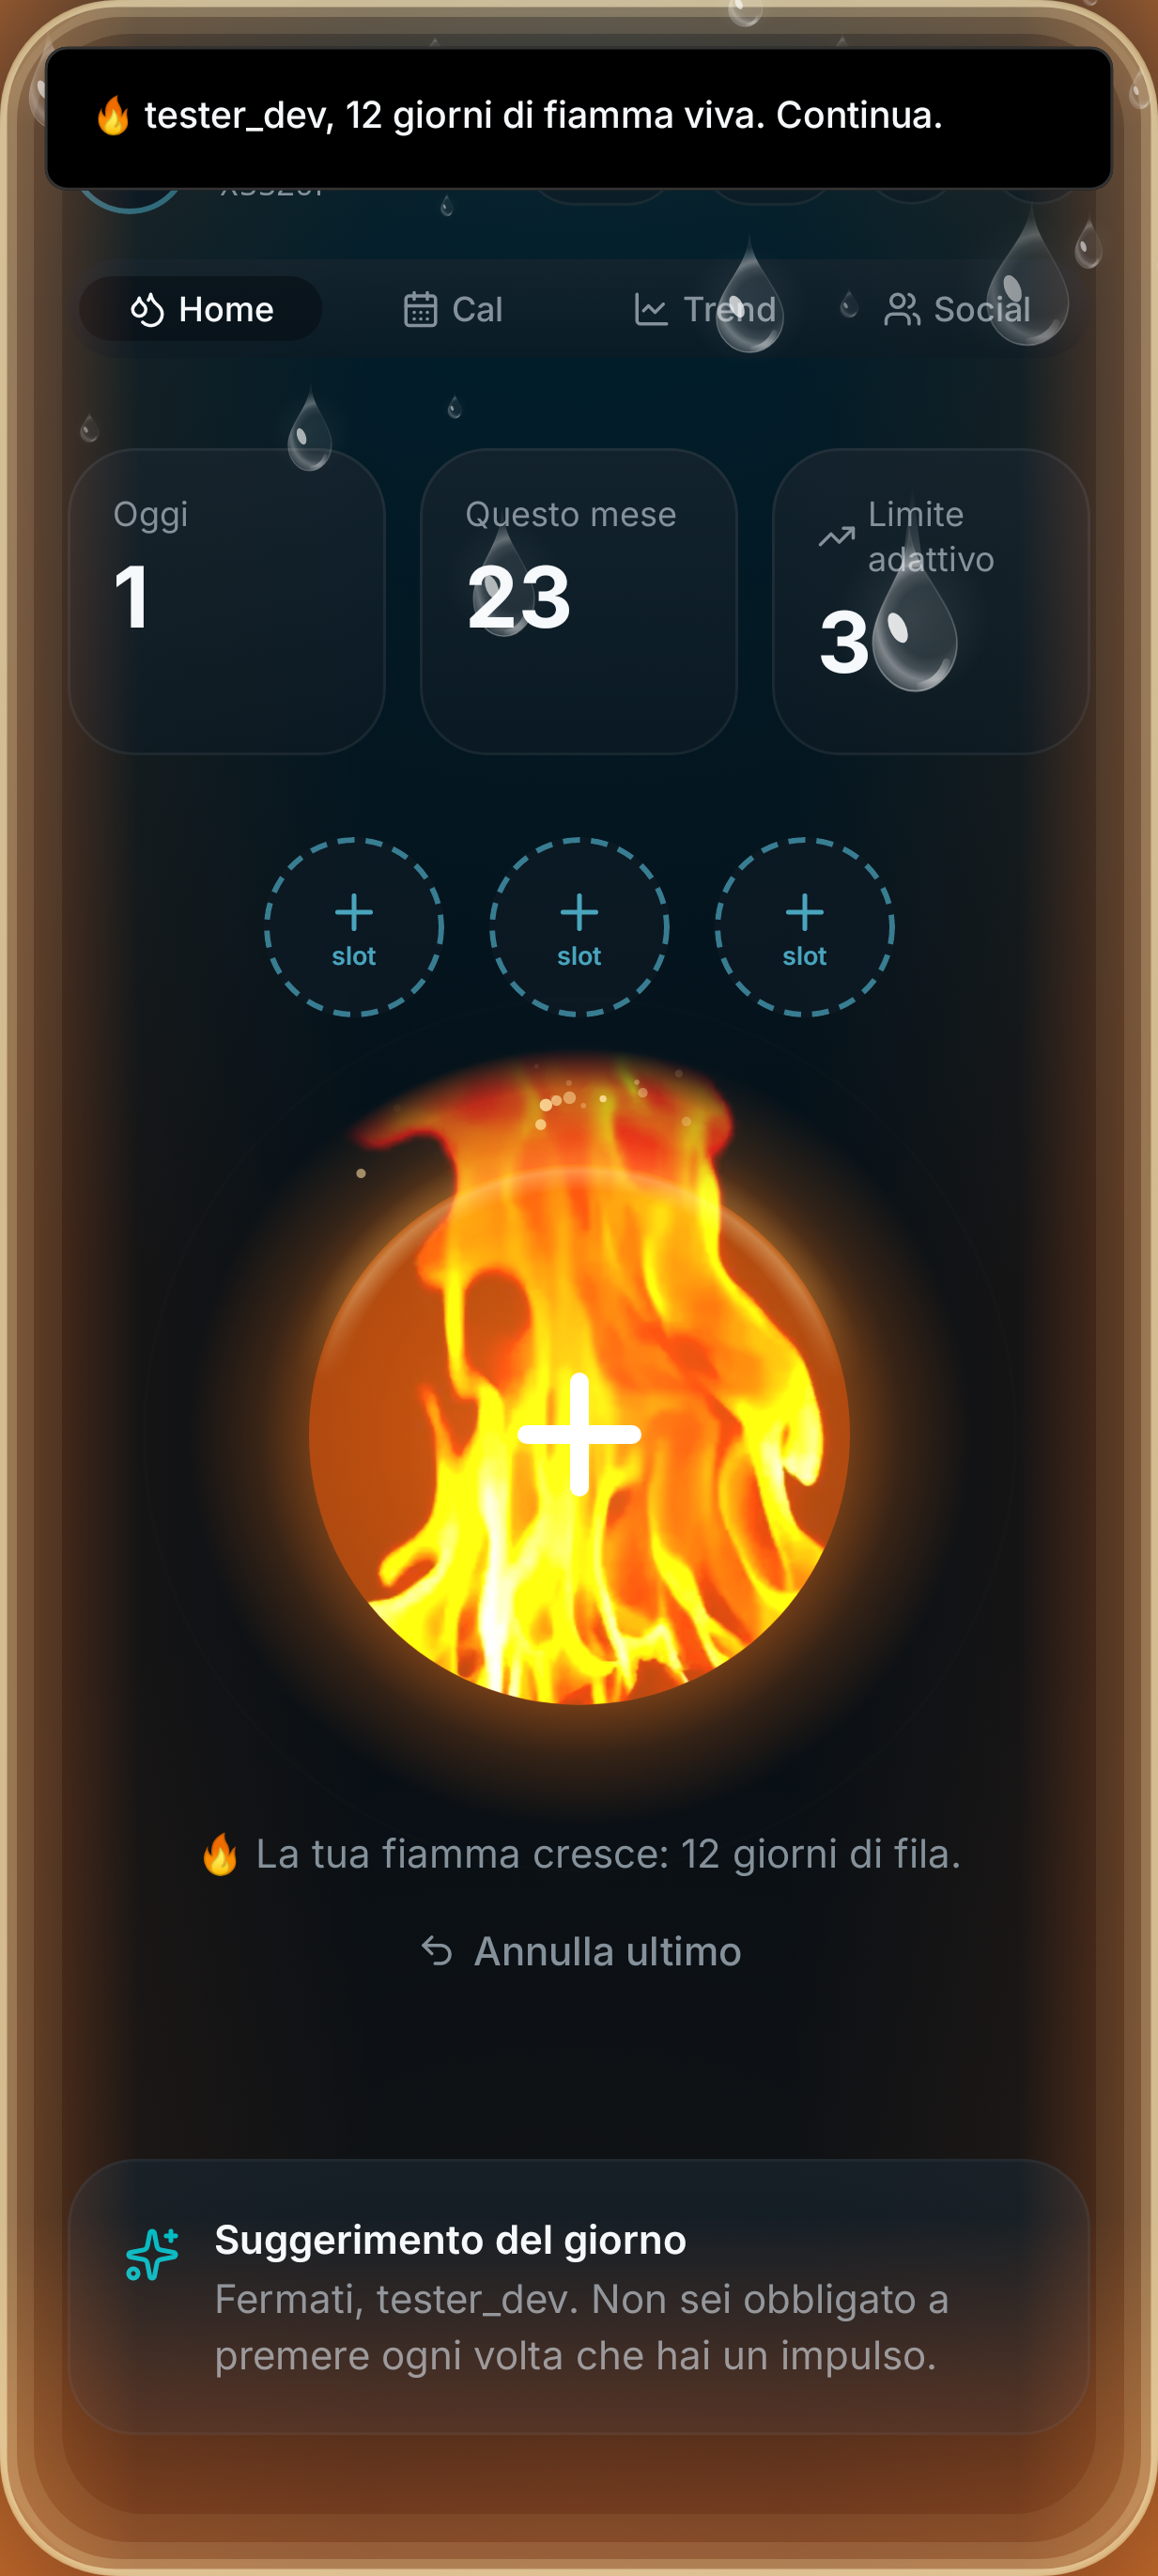 🔥 tester_dev, 12 giorni di fiamma viva. Continua.
Home
Cal
Trend
Social
Oggi
1
Questo mese
23
Limite
adattivo
3
slot
slot
slot
🔥 La tua fiamma cresce: 12 giorni di fila.
Annulla ultimo
Suggerimento del giorno
Fermati, tester_dev. Non sei obbligato a
premere ogni volta che hai un impulso.